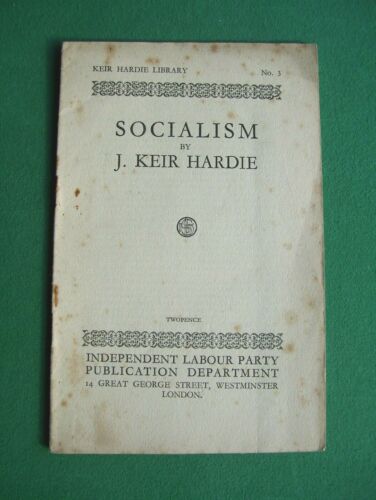 KEIR HARDIE LIBRARY No. 3
SOCIALISM
BY
J. KEIR HARDIE
TWOPENCE
INDEPENDENT LABOUR PARTY
PUBLICATION DEPARTMENT
14 GREAT GEORGE STREET, WESTMINSTER
LONDON.